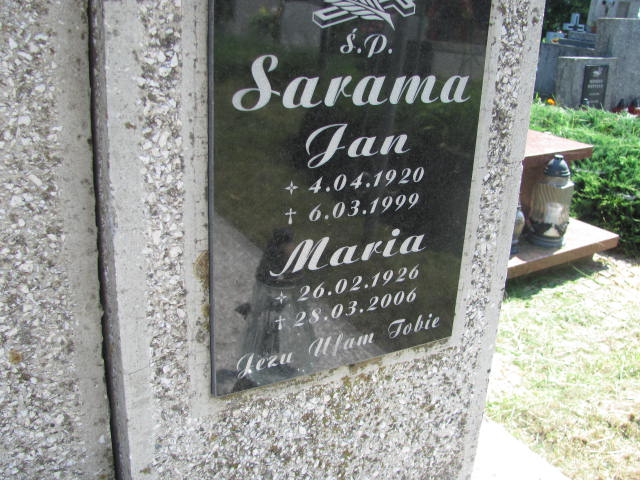 Ś.P.
Sarama
Jan
4.04.1920
6.03.1999
Maria
26.02.1926
28.03.2006
Jezu Ufam Tobie